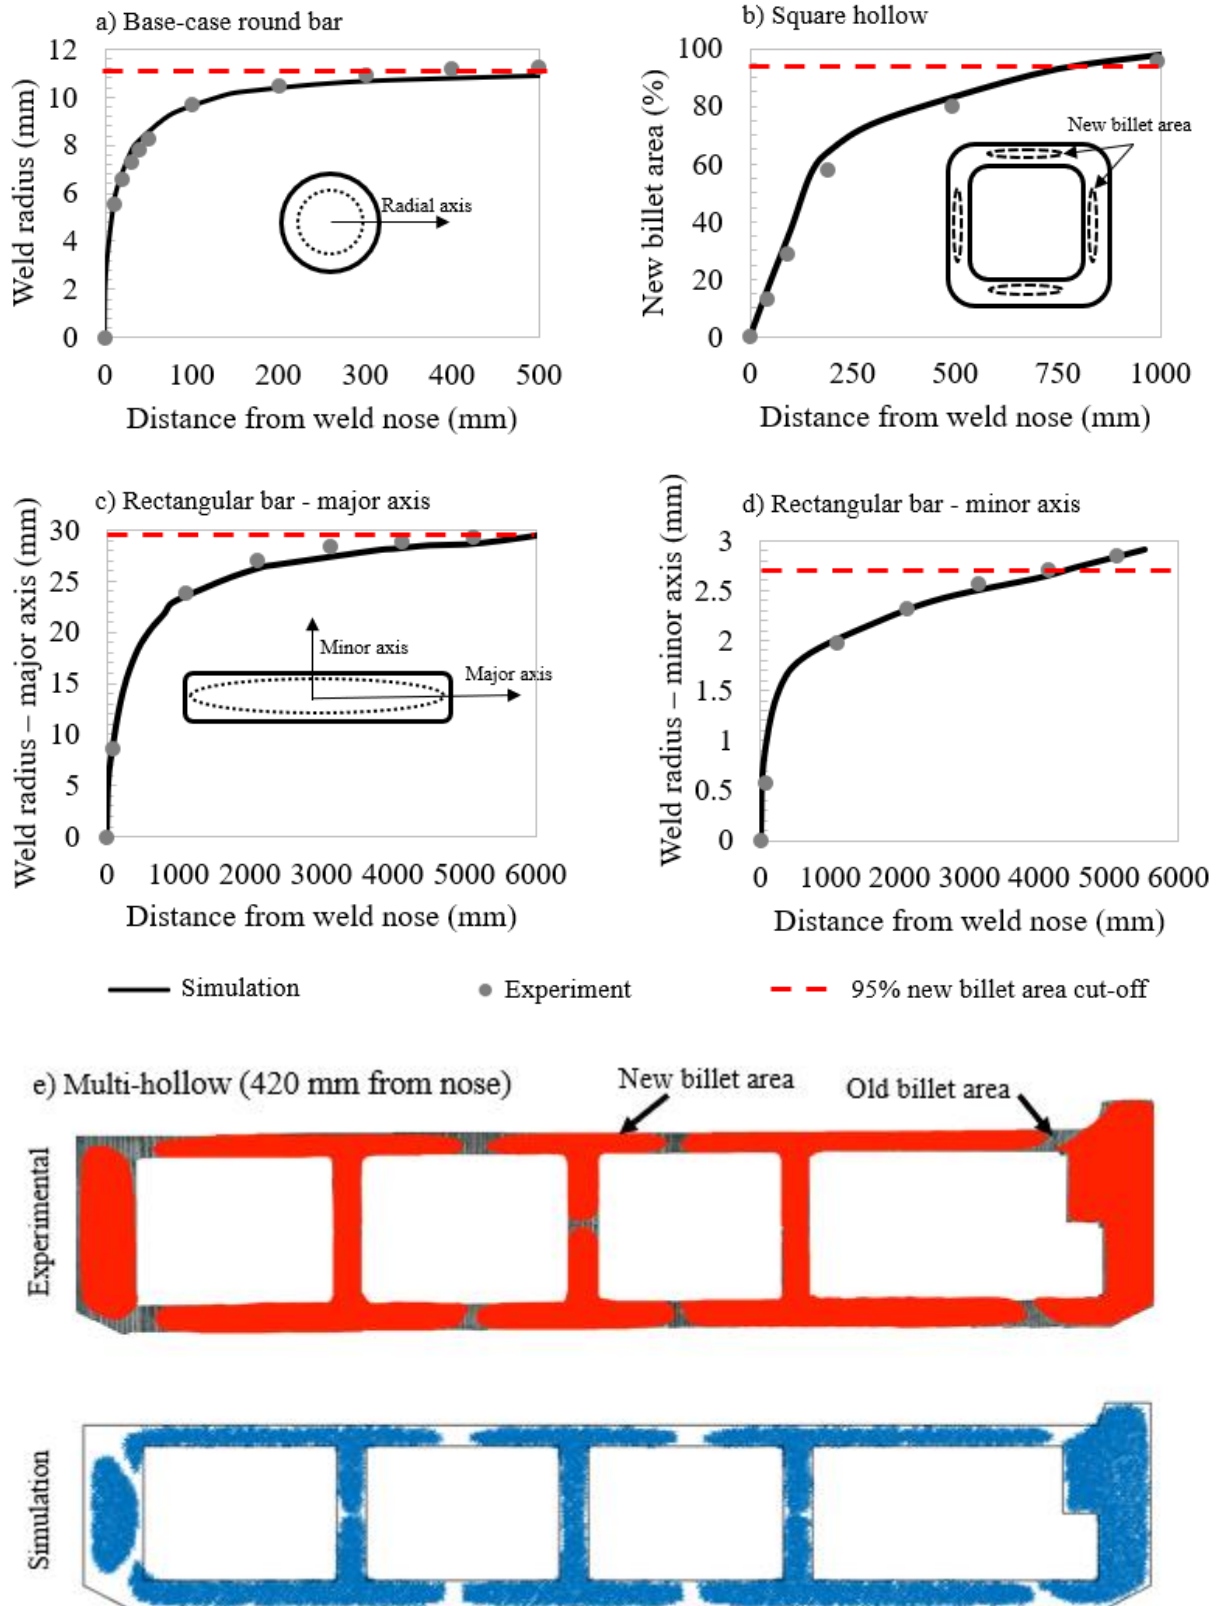 a) Base-case round bar
Weld radius (mm)
12
10
8
6
4
2
0
Radial axis
0 100 200 300 400 500
Distance from weld nose (mm)
b) Square hollow
New billet area (%)
100
80
60
40
20
0
New billet area
0 250 500 750 1000
Distance from weld nose (mm)
c) Rectangular bar - major axis
Weld radius – major axis (mm)
30
25
20
15
10
5
0
Minor axis
Major axis
0 1000 2000 3000 4000 5000 6000
Distance from weld nose (mm)
d) Rectangular bar - minor axis
Weld radius – minor axis (mm)
3
2.5
2
1.5
1
0.5
0
0 1000 2000 3000 4000 5000 6000
Distance from weld nose (mm)
Simulation
Experiment
95% new billet area cut-off
e) Multi-hollow (420 mm from nose)
New billet area
Old billet area
Experimental
Simulation